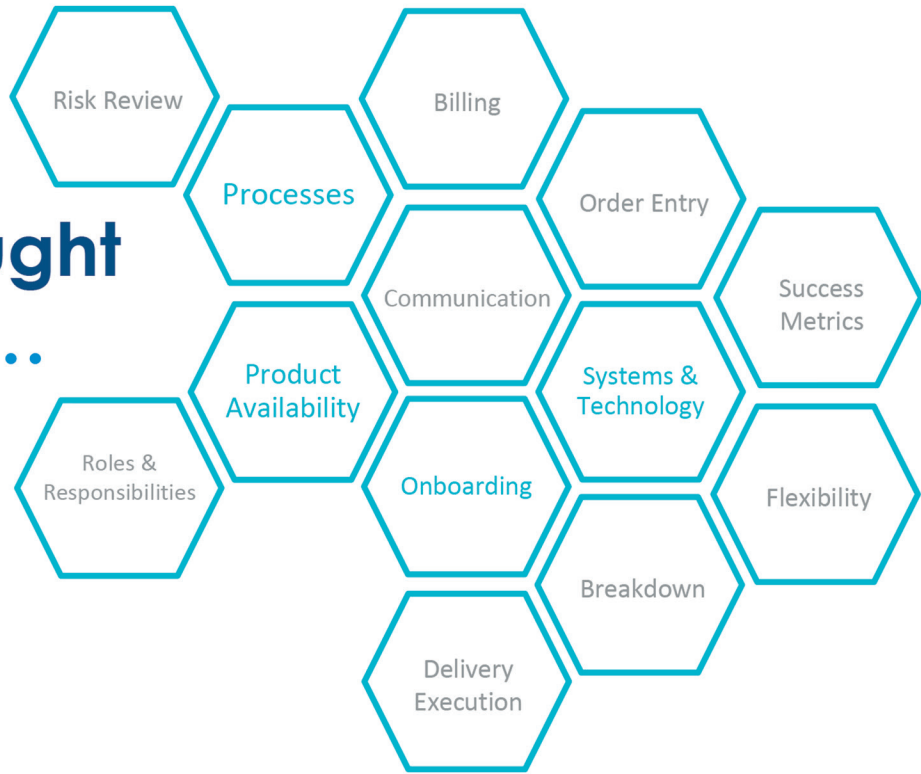 Risk Review
Billing
Processes
Order Entry
ught
...
Communication
Success
Metrics
Product
Availability
Systems &
Technology
Roles &
Responsibilities
Onboarding
Flexibility
Breakdown
Delivery
Execution